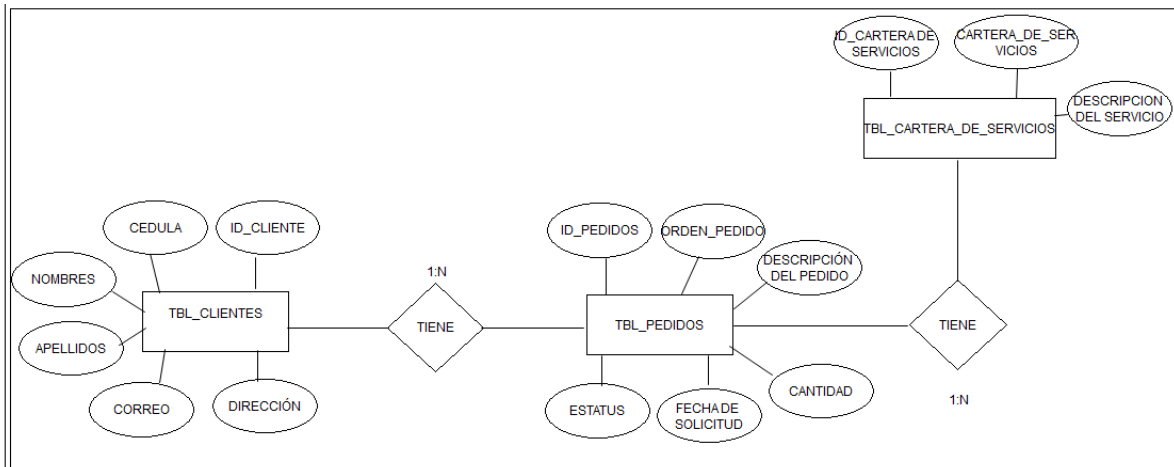 ID_CARTERA DE
SERVICIOS
CARTERA_DE_SER
VICIOS
DESCRIPCION
DEL SERVICIO
TBL_CARTERA_DE_SERVICIOS
CEDULA
ID_CLIENTE
NOMBRES
APELLIDOS
TBL_CLIENTES
CORREO
DIRECCIÓN
1:N
TIENE
ID_PEDIDOS
ORDEN_PEDIDO
DESCRIPCIÓN
DEL PEDIDO
TBL_PEDIDOS
ESTATUS
FECHA DE
SOLICITUD
CANTIDAD
TIENE
1:N